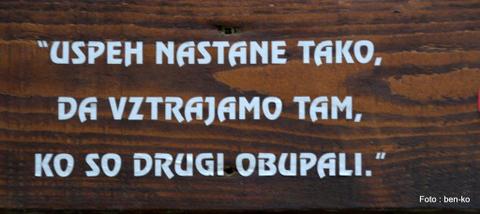 “USPEH NASTANE TAKO,
DA VZTRAJAMO TAM,
KO SO DRUGI OBUPALI.”
Foto : ben-ko